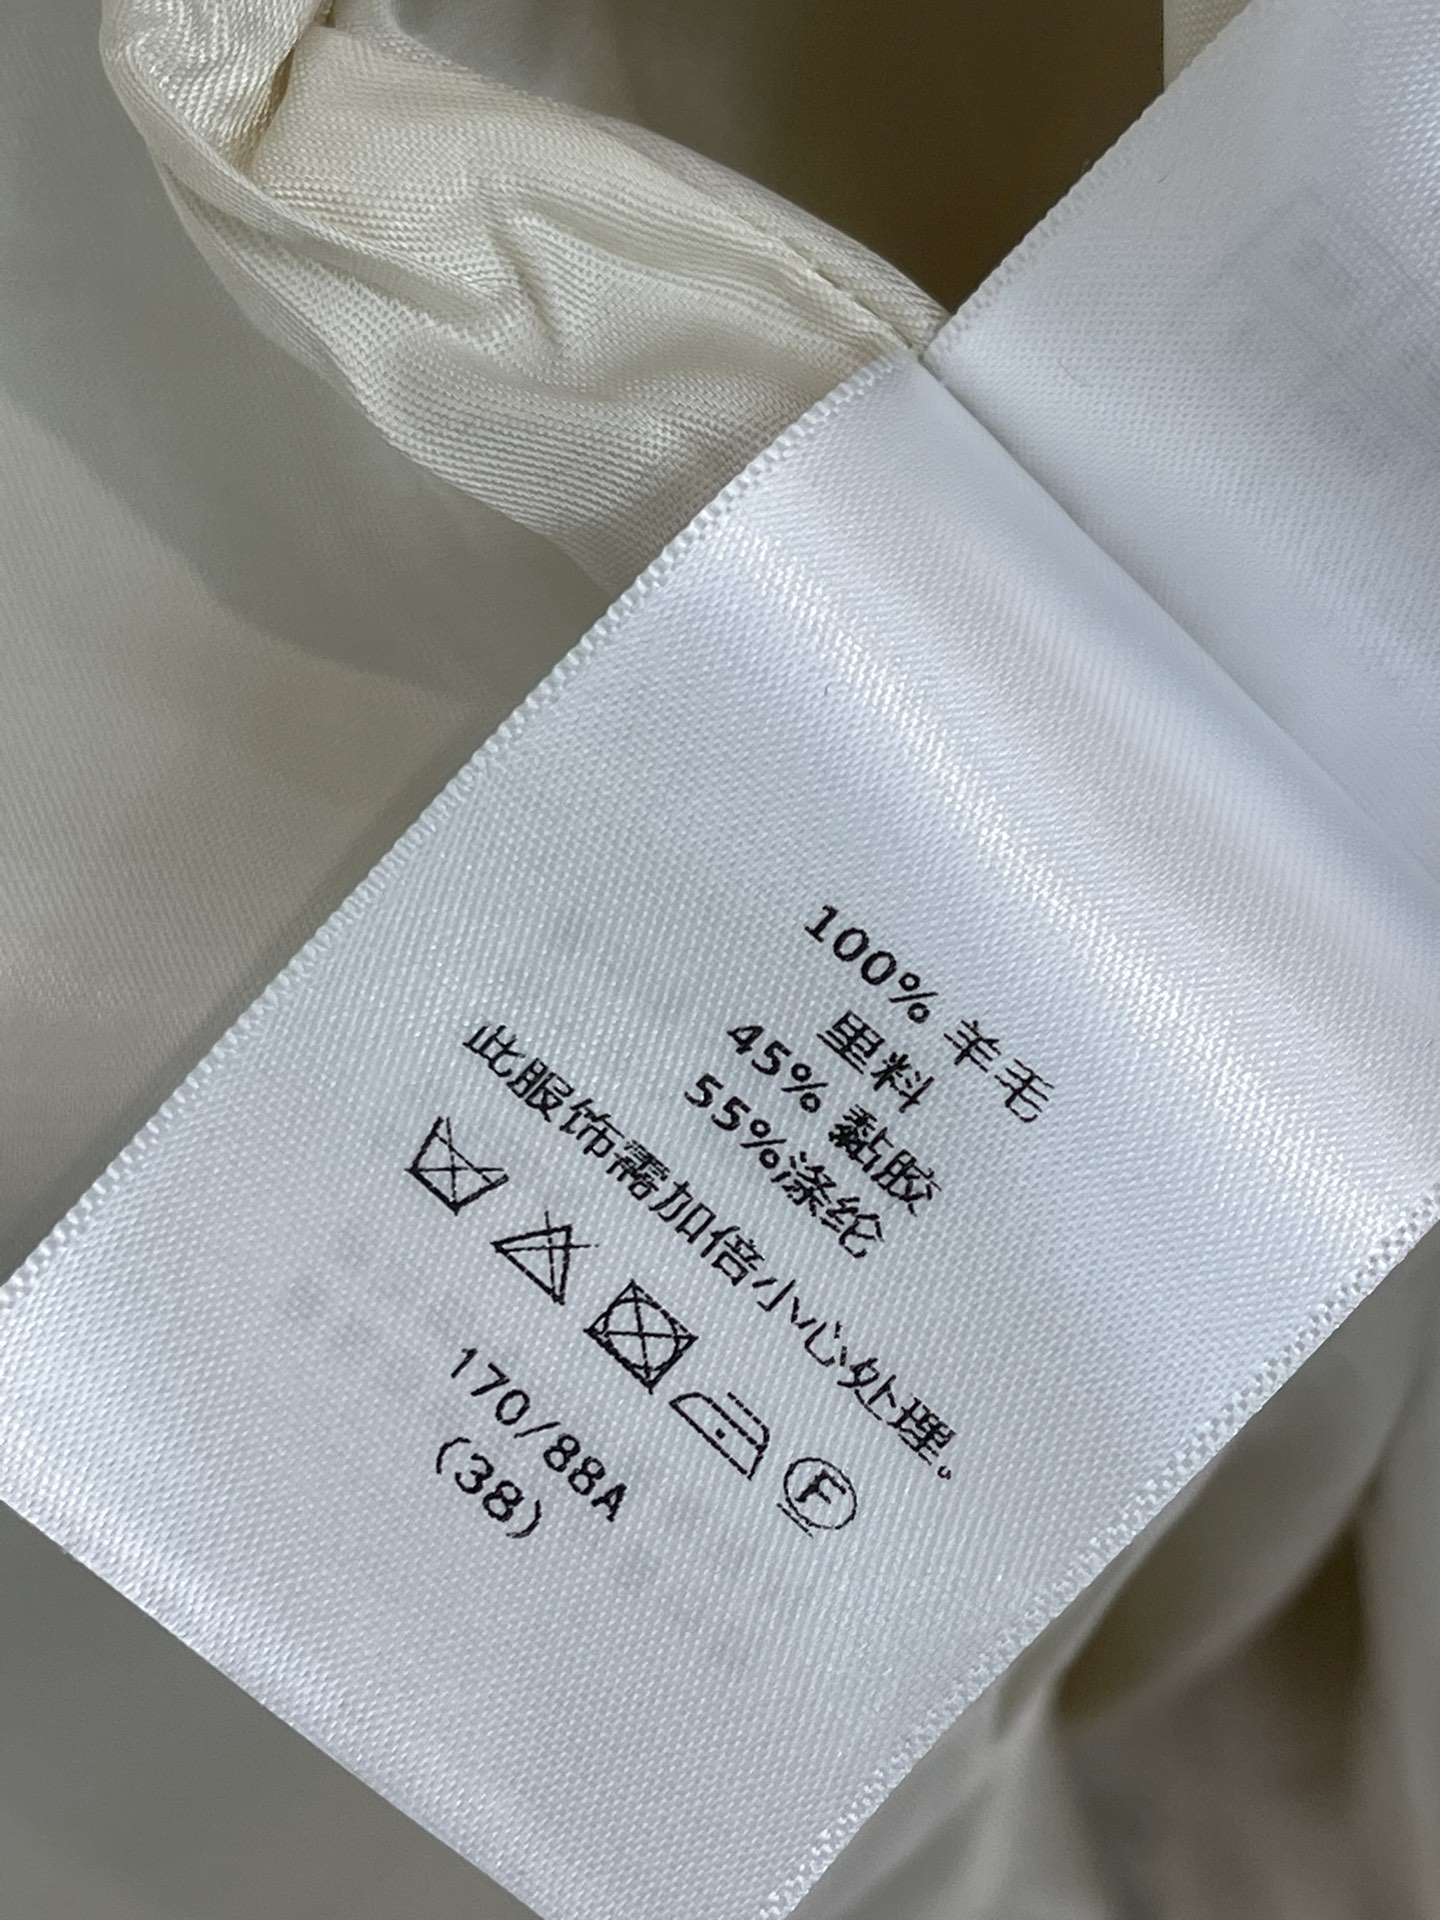 100% 羊毛
里料
45% 黏胶
55%涤纶
此服饰需加倍小心处理。
F
170/88A
(38)